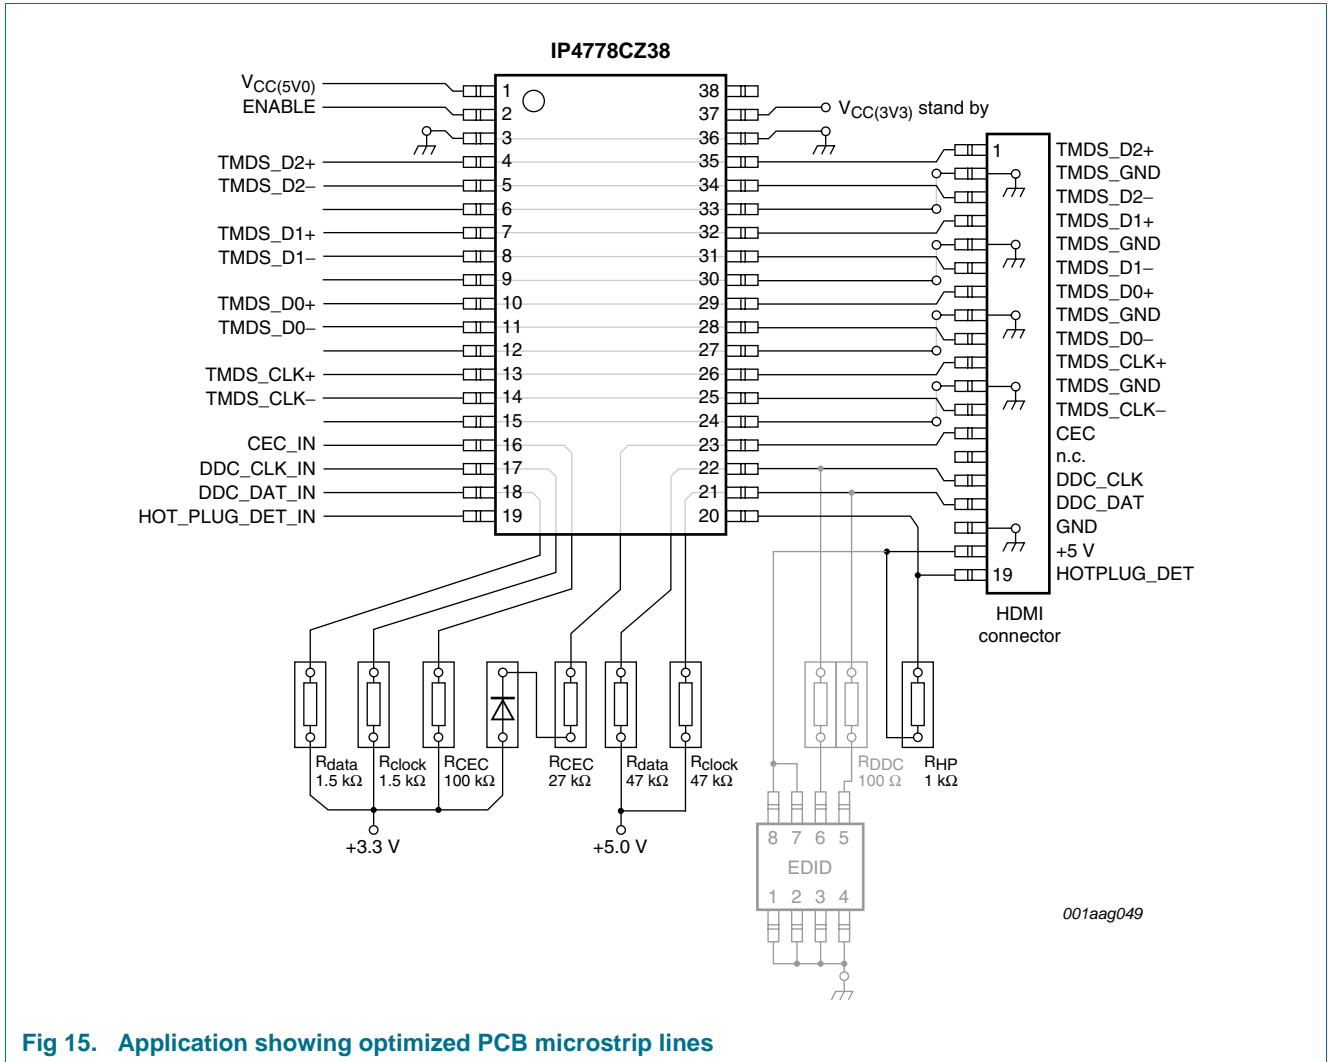 IP4778CZ38
VCC(5V0)
ENABLE
TMDS_D2+
TMDS_D2−
TMDS_D1+
TMDS_D1−
TMDS_D0+
TMDS_D0−
TMDS_CLK+
TMDS_CLK−
CEC_IN
DDC_CLK_IN
DDC_DAT_IN
HOT_PLUG_DET_IN
1
2
3
4
5
6
7
8
9
10
11
12
13
14
15
16
17
18
19
38
37
36
35
34
33
32
31
30
29
28
27
26
25
24
23
22
21
20
VCC(3V3) stand by
1
19
TMDS_D2+
TMDS_GND
TMDS_D2−
TMDS_D1+
TMDS_GND
TMDS_D1−
TMDS_D0+
TMDS_GND
TMDS_D0−
TMDS_CLK+
TMDS_GND
TMDS_CLK−
CEC
n.c.
DDC_CLK
DDC_DAT
GND
+5 V
HOTPLUG_DET
HDMI
connector
Rdata
1.5 kΩ
Rclock
1.5 kΩ
RCEC
100 kΩ
RCEC
27 kΩ
Rdata
47 kΩ
Rclock
47 kΩ
RDDC
100 Ω
RHP
1 kΩ
+3.3 V
+5.0 V
8 7 6 5
EDID
1 2 3 4
001aag049
Fig 15. Application showing optimized PCB microstrip lines